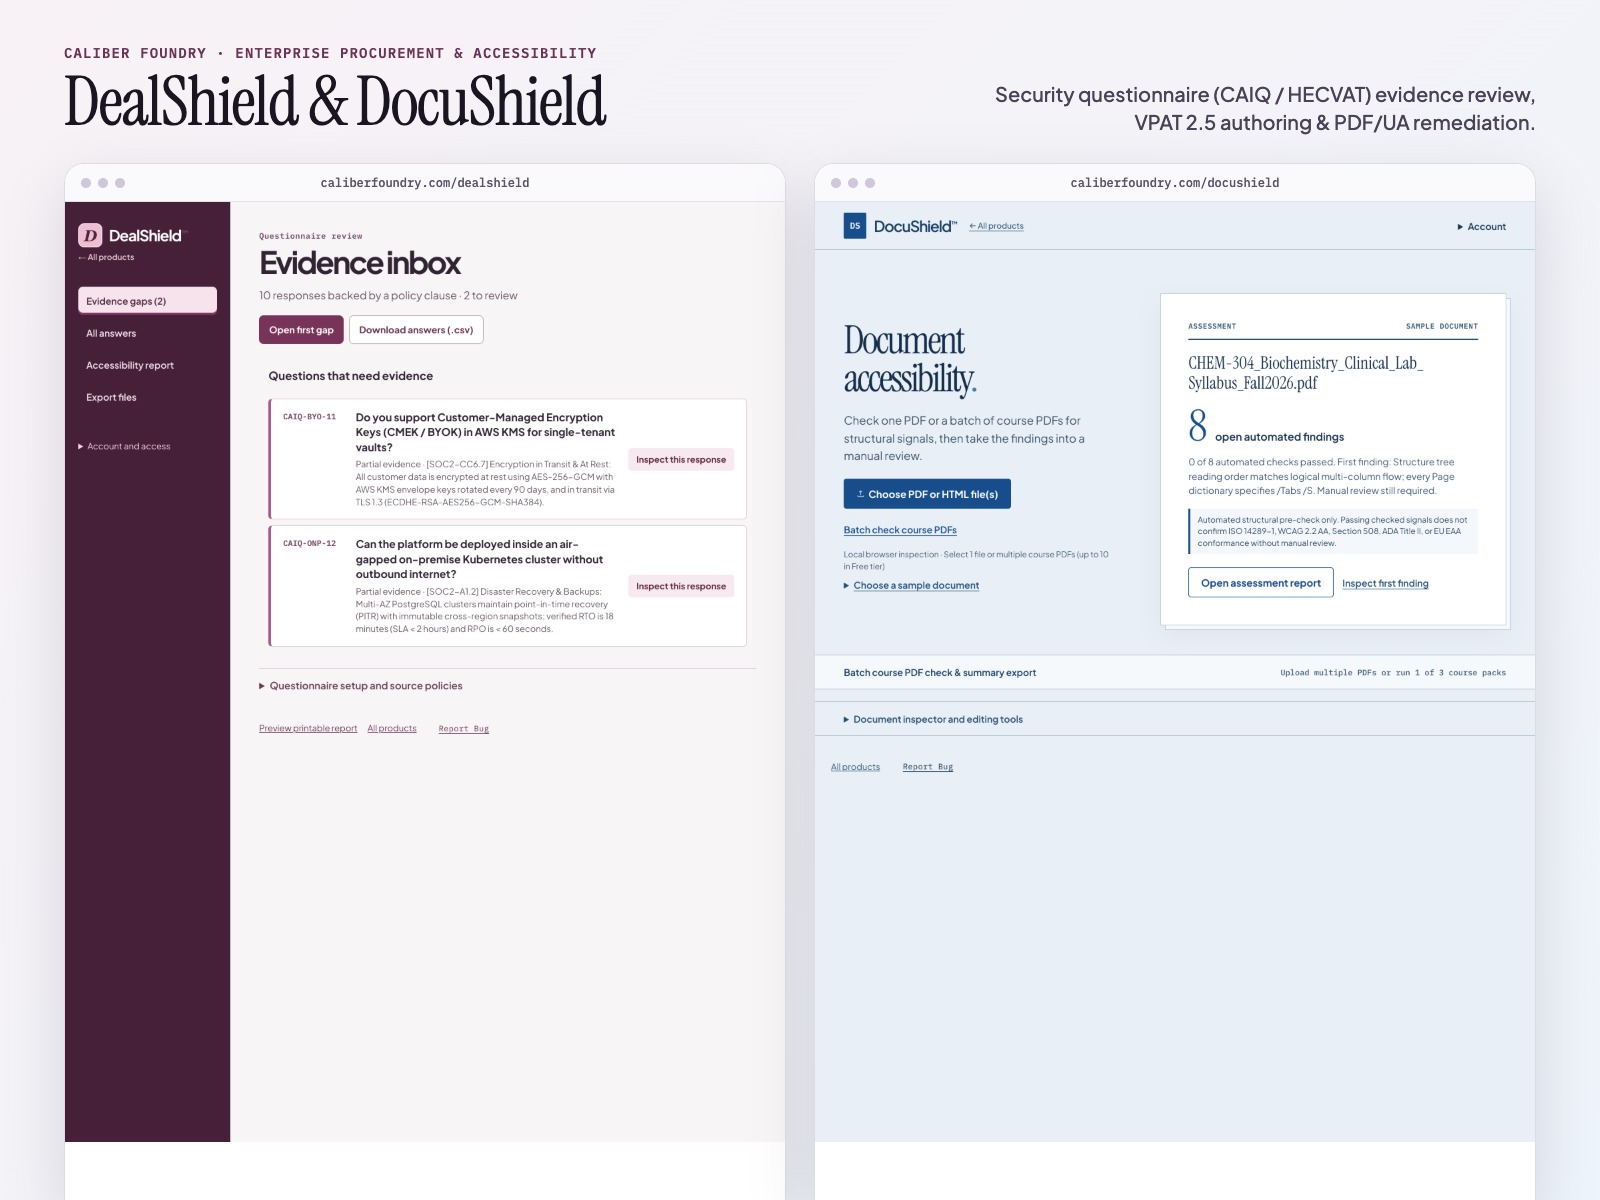 CALIBER FOUNDRY · ENTERPRISE PROCUREMENT & ACCESSIBILITY
DealShield & DocuShield
Security questionnaire (CAIQ / HECVAT) evidence review,
VPAT 2.5 authoring & PDF/UA remediation.
caliberfoundry.com/dealshield
D DealShield™
← All products
Evidence gaps (2)
All answers
Accessibility report
Export files
▶ Account and access
Questionnaire review
Evidence inbox
10 responses backed by a policy clause · 2 to review
Open first gap
Download answers (.csv)
Questions that need evidence
CAIQ-BYO-11
Do you support Customer-Managed Encryption
Keys (CMEK / BYOK) in AWS KMS for single-tenant
vaults?
Partial evidence · [SOC2-CC6.7] Encryption in Transit & At Rest:
All customer data is encrypted at rest using AES-256-GCM with
AWS KMS envelope keys rotated every 90 days, and in transit via
TLS 1.3 (ECDHE-RSA-AES256-GCM-SHA384).
Inspect this response
CAIQ-ONP-12
Can the platform be deployed inside an air-
gapped on-premise Kubernetes cluster without
outbound internet?
Partial evidence · [SOC2-A1.2] Disaster Recovery & Backups:
Multi-AZ PostgreSQL clusters maintain point-in-time recovery
(PITR) with immutable cross-region snapshots; verified RTO is 18
minutes (SLA < 2 hours) and RPO is < 60 seconds.
Inspect this response
▶ Questionnaire setup and source policies
Preview printable report
All products
Report Bug
caliberfoundry.com/docushield
DS DocuShield™
← All products
▶ Account
Document
accessibility.
Check one PDF or a batch of course PDFs for
structural signals, then take the findings into a
manual review.
Choose PDF or HTML file(s)
Batch check course PDFs
Local browser inspection · Select 1 file or multiple course PDFs (up to 10
in Free tier)
▶ Choose a sample document
ASSESSMENT
SAMPLE DOCUMENT
CHEM-304_Biochemistry_Clinical_Lab_
Syllabus_Fall2026.pdf
8 open automated findings
0 of 8 automated checks passed. First finding: Structure tree
reading order matches logical multi-column flow; every Page
dictionary specifies /Tabs /S. Manual review still required.
Automated structural pre-check only. Passing checked signals does not
confirm ISO 14289-1, WCAG 2.2 AA, Section 508, ADA Title II, or EU EAA
conformance without manual review.
Open assessment report
Inspect first finding
Batch course PDF check & summary export
Upload multiple PDFs or run 1 of 3 course packs
▶ Document inspector and editing tools
All products
Report Bug